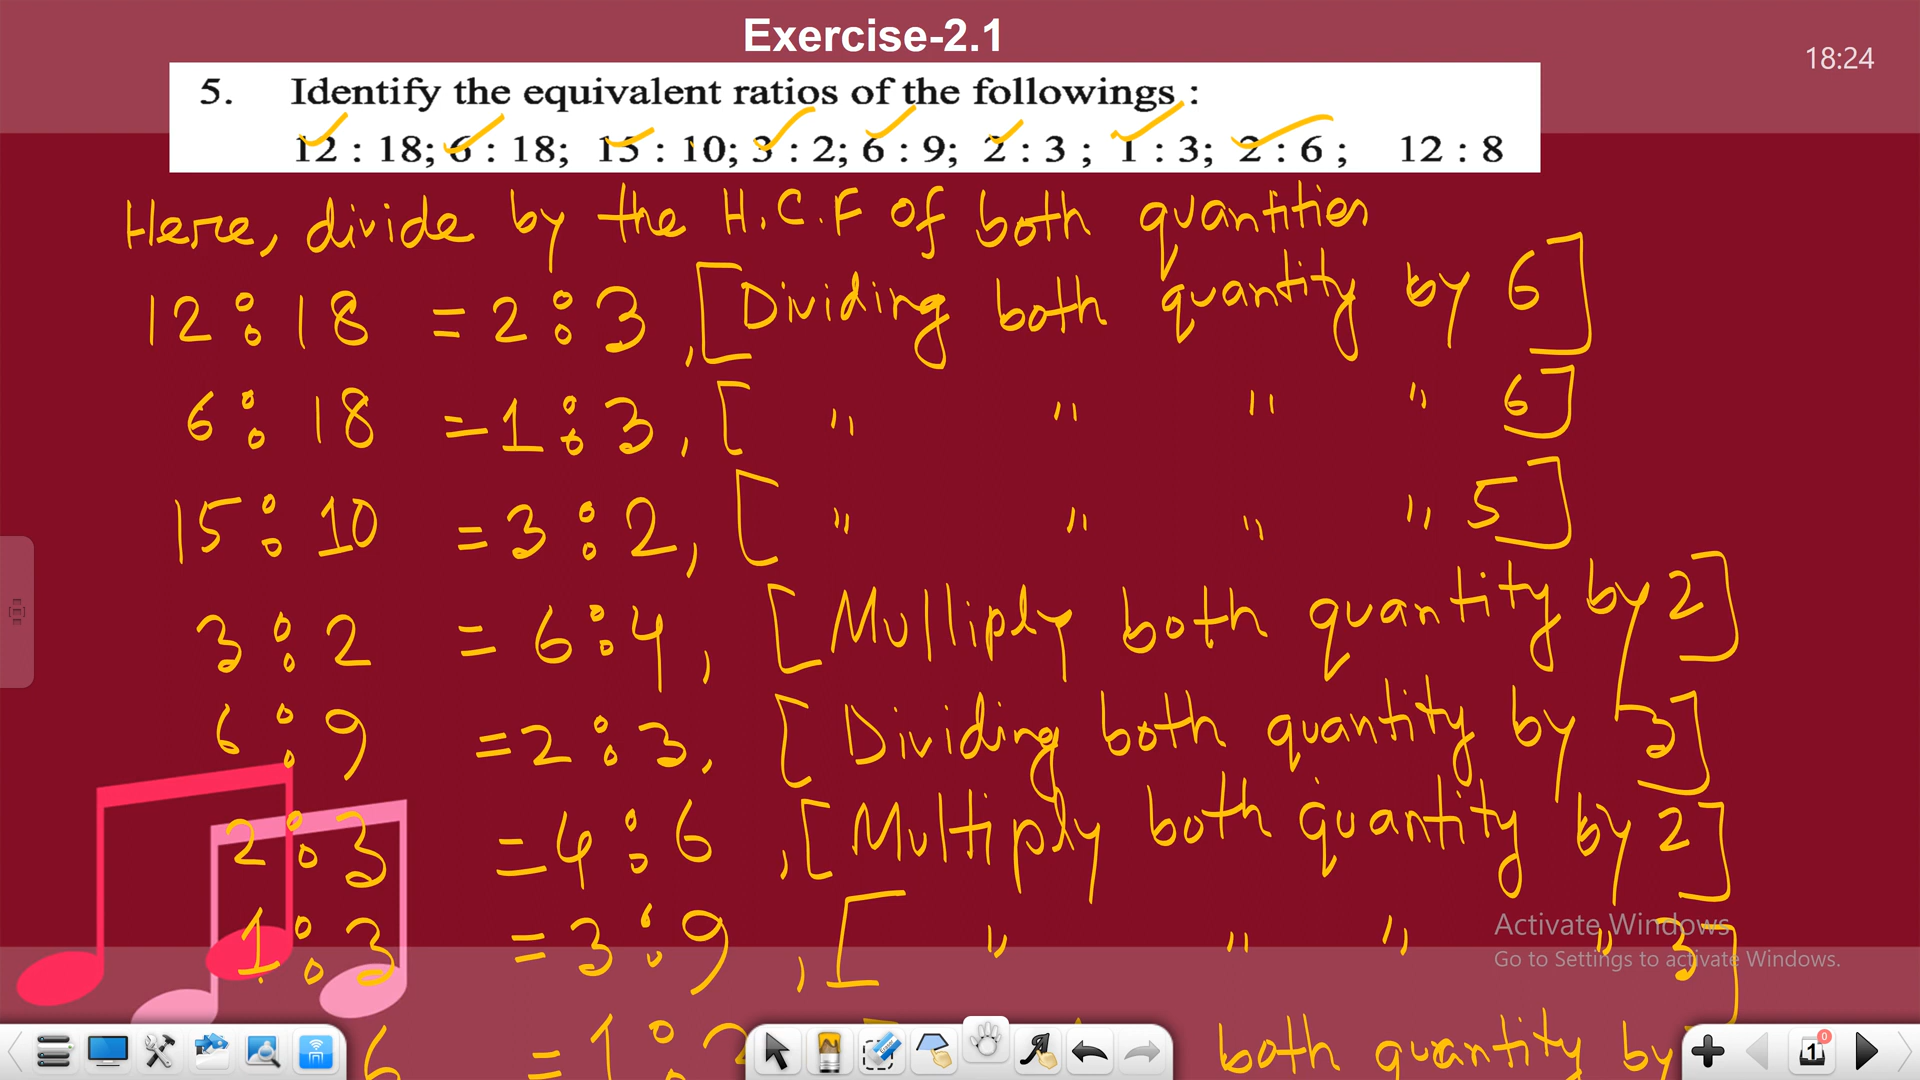 Exercise-2.1
18:24
5. Identify the equivalent ratios of the followings :
12 : 18; 6 : 18; 15 : 10; 3 : 2; 6 : 9; 2 : 3 ; 1 : 3; 2 : 6 ; 12 : 8
Here, divide by the H.C.F of both quantities
12 : 18 = 2 : 3, [Dividing both quantity by 6]
6 : 18 = 1 : 3, [ " " " " 6]
15 : 10 = 3 : 2, [ " " " " 5]
3 : 2 = 6 : 4, [Mulliply both quantity by 2]
6 : 9 = 2 : 3, [Dividing both quantity by 3]
2 : 3 = 4 : 6, [Multiply both quantity by 2]
1 : 3 = 3 : 9, [ " " " " 3]
Activate Windows
Go to Settings to activate Windows.
6 = 1 : both quantity by
1
0